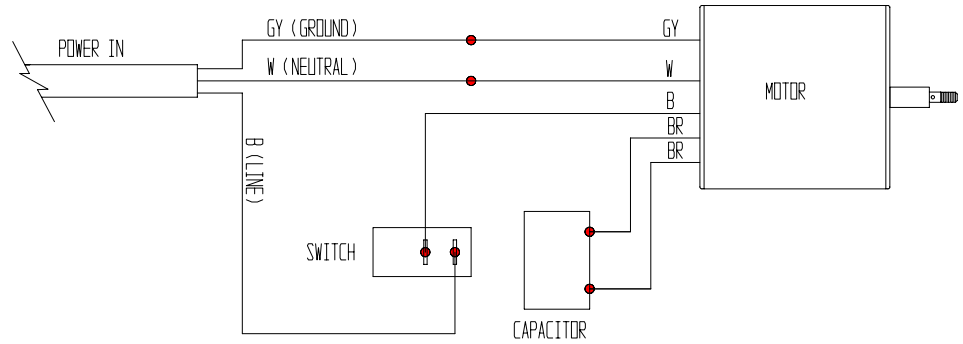 GY (GROUND)
GY
POWER IN
W (NEUTRAL)
W
MOTOR
B
BR
BR
B (LINE)
SWITCH
CAPACITOR